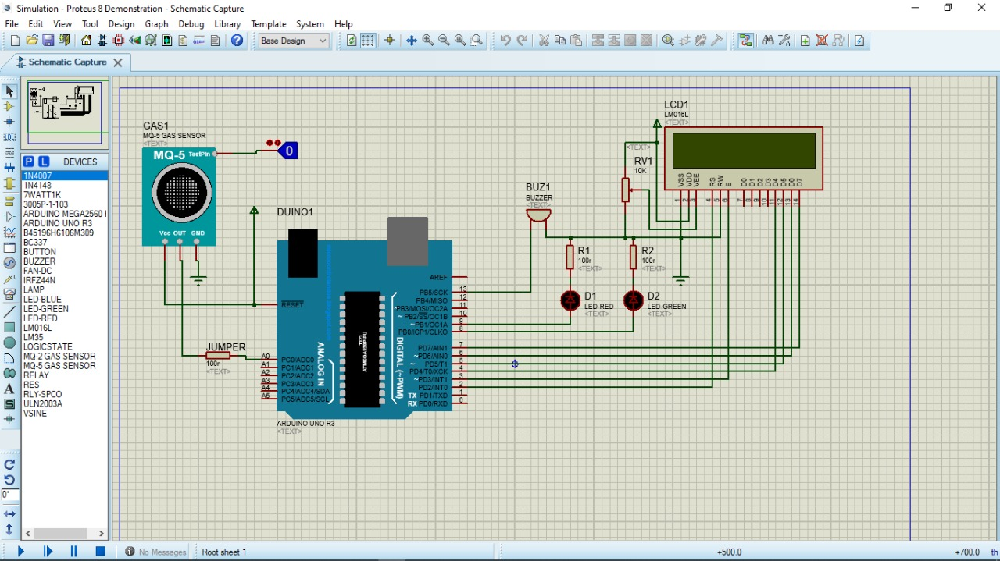 Simulation - Proteus 8 Demonstration - Schematic Capture
File Edit View Tool Design Graph Debug Library Template System Help
Base Design
Schematic Capture
P L DEVICES
1N4007
1N4148
7WATT1K
3005P-1-103
ARDUINO MEGA2560 I
ARDUINO UNO R3
B45196H6106M309
BC337
BUTTON
BUZZER
FAN-DC
IRFZ44N
LAMP
LED-BLUE
LED-GREEN
LED-RED
LM016L
LM35
LOGICSTATE
MQ-2 GAS SENSOR
MQ-5 GAS SENSOR
RELAY
RES
RLY-SPCO
ULN2003A
VSINE
LBL
A
S
0°
GAS1
MQ-5 GAS SENSOR
<TEXT>
MQ-5 TestPin
0
Vcc OUT GND
JUMPER
100r
<TEXT>
DUINO1
AREF
RESET
13 PB5/SCK
12 PB4/MISO
11 ~PB3/MOSI/OC2A
10 ~ PB2/SS/OC1B
9 ~PB1/OC1A
8 PB0/ICP1/CLKO
7 PD7/AIN1
6 ~PD6/AIN0
5 ~ PD5/T1
4 PD4/T0/XCK
3 ~PD3/INT1
2 PD2/INT0
1 TX PD1/TXD
0 RX PD0/RXD
A0 PC0/ADC0
A1 PC1/ADC1
A2 PC2/ADC2
A3 PC3/ADC3
A4 PC4/ADC4/SDA
A5 PC5/ADC5/SCL
ANALOG IN
1121
ATMEGA328P-PU
DIGITAL (~PWM)
ARDUINO UNO R3
<TEXT>
BUZ1
BUZZER
<TEXT>
R1
100r
<TEXT>
R2
100r
<TEXT>
D1
LED-RED
<TEXT>
D2
LED-GREEN
<TEXT>
<TEXT>
RV1
10K
LCD1
LM016L
<TEXT>
VSS VDD VEE RS RW E D0 D1 D2 D3 D4 D5 D6 D7
1 2 3 4 5 6 7 8 9 10 11 12 13 14
No Messages Root sheet 1 +500.0 +700.0 th